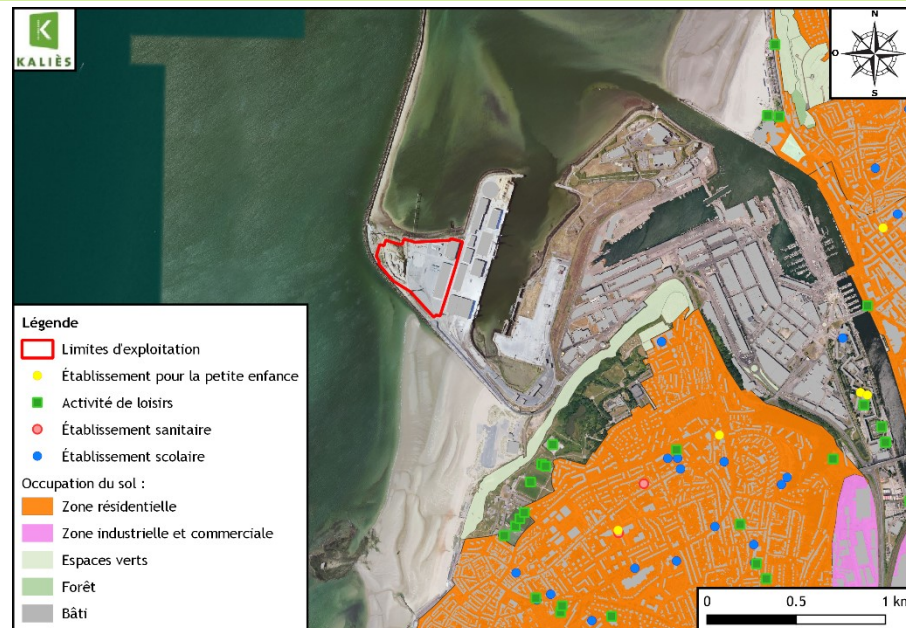 K
KALIÈS
N
O
S
Légende
Limites d'exploitation
Établissement pour la petite enfance
Activité de loisirs
Établissement sanitaire
Établissement scolaire
Occupation du sol :
Zone résidentielle
Zone industrielle et commerciale
Espaces verts
Forêt
Bâti
0 0.5 1 km